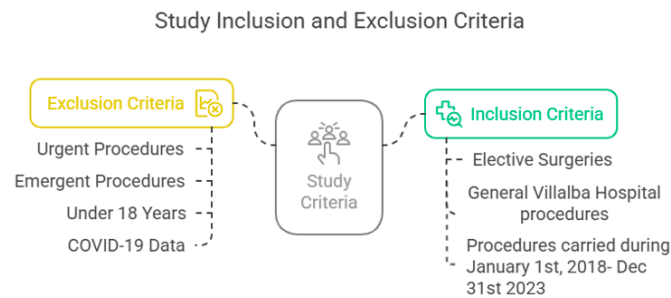 Study Inclusion and Exclusion Criteria
Exclusion Criteria
Urgent Procedures
Emergent Procedures
Under 18 Years
COVID-19 Data
Study
Criteria
Inclusion Criteria
Elective Surgeries
General Villalba Hospital
procedures
Procedures carried during
January 1st, 2018- Dec
31st 2023